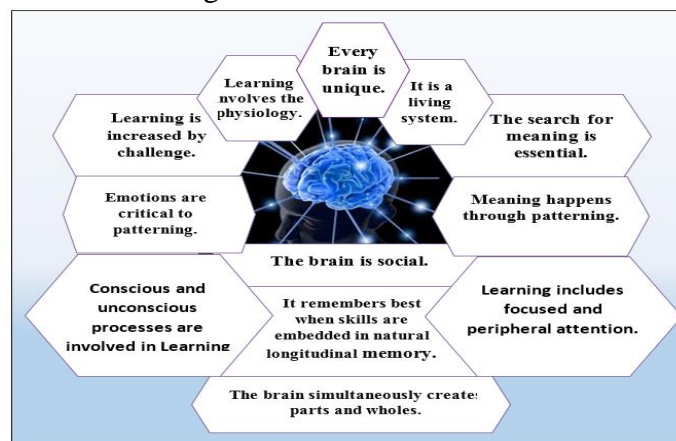 Every
brain is
unique.
Learning
involves the
physiology.
It is a
living
system.
Learning is
increased by
challenge.
The search for
meaning is
essential.
Emotions are
critical to
patterning.
Meaning happens
through patterning.
The brain is social.
Conscious and
unconscious
processes are
involved in Learning
It remembers best
when skills are
embedded in natural
longitudinal memory.
Learning includes
focused and
peripheral attention.
The brain simultaneously creates
parts and wholes.